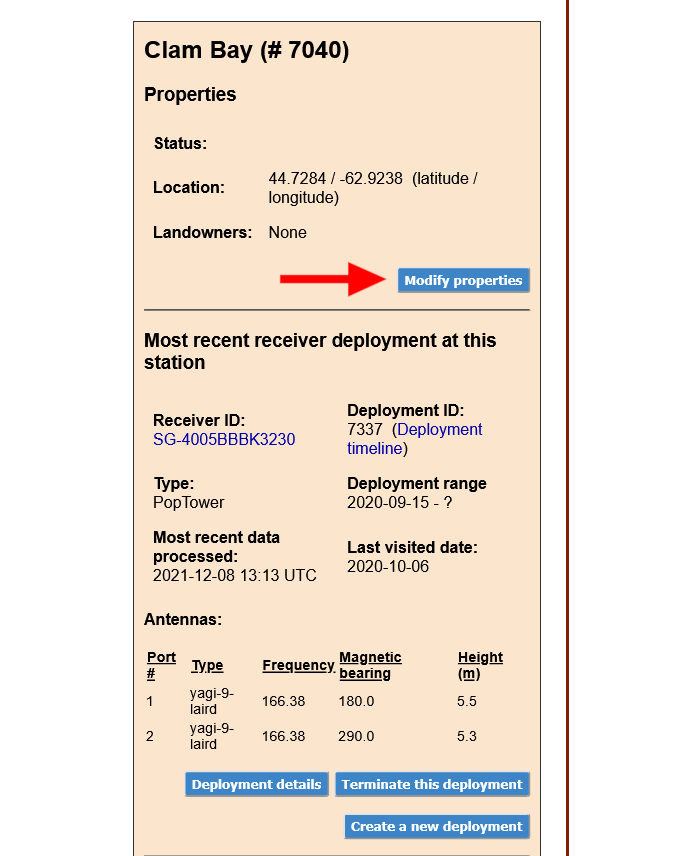 Clam Bay (# 7040)
Properties
Status:
Location:
44.7284 / -62.9238  (latitude /
longitude)
Landowners: None
Modify properties
Most recent receiver deployment at this
station
Receiver ID:
SG-4005BBBK3230
Deployment ID:
7337  (Deployment
timeline)
Type:
PopTower
Deployment range
2020-09-15 - ?
Most recent data
processed:
2021-12-08 13:13 UTC
Last visited date:
2020-10-06
Antennas:
Port
#
Type
Frequency
Magnetic
bearing
Height
(m)
1 yagi-9-
laird 166.38 180.0 5.5
2 yagi-9-
laird 166.38 290.0 5.3
Deployment details Terminate this deployment
Create a new deployment